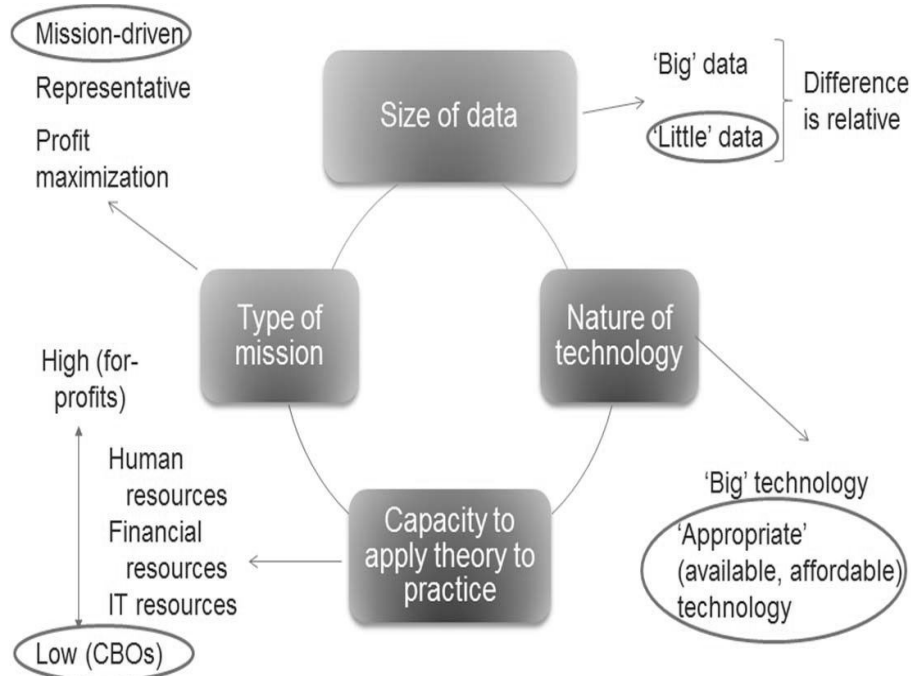 Mission-driven
Representative
Profit
maximization
Size of data
‘Big’ data
‘Little’ data
Difference
is relative
Type of
mission
Nature of
technology
High (for-
profits)
Human
resources
Financial
resources
IT resources
Low (CBOs)
Capacity to
apply theory to
practice
‘Big’ technology
‘Appropriate’
(available, affordable)
technology